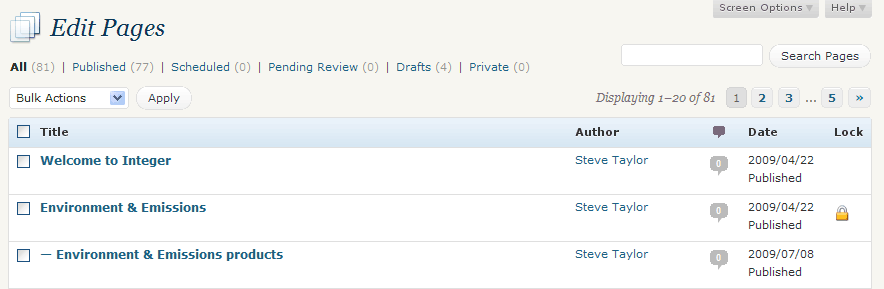 Screen Options ▼ Help ▼
Edit Pages
All (81) | Published (77) | Scheduled (0) | Pending Review (0) | Drafts (4) | Private (0)
Search Pages
Bulk Actions Apply Displaying 1–20 of 81 1 2 3 ... 5 »
Title Author Date Lock
Welcome to Integer Steve Taylor 0 2009/04/22
Published
Environment & Emissions Steve Taylor 0 2009/04/22
Published
— Environment & Emissions products Steve Taylor 0 2009/07/08
Published